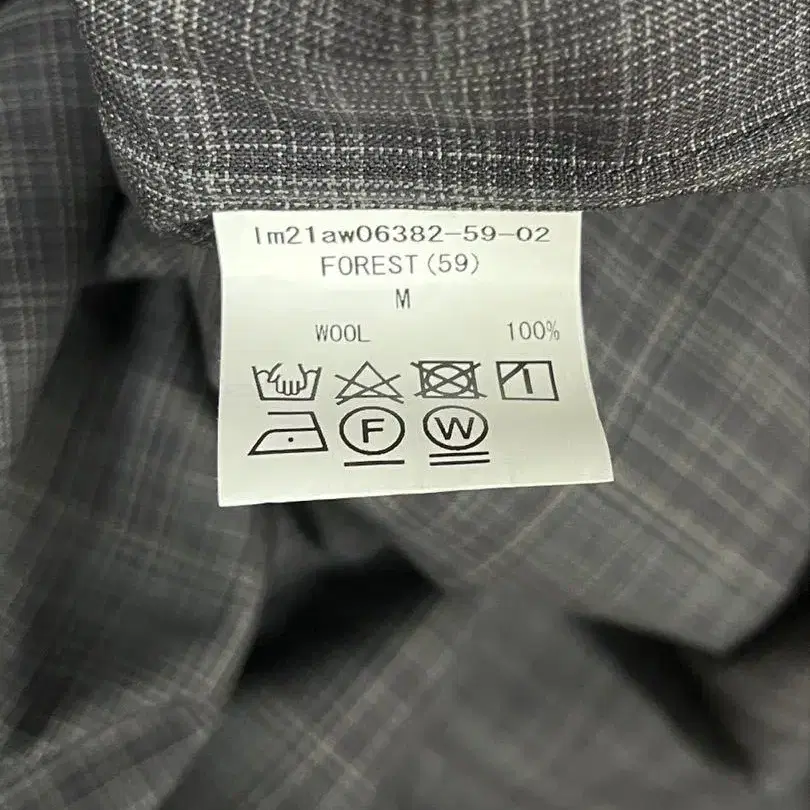 lm21aw06382-59-02
FOREST(59)
M
WOOL 100%
F W